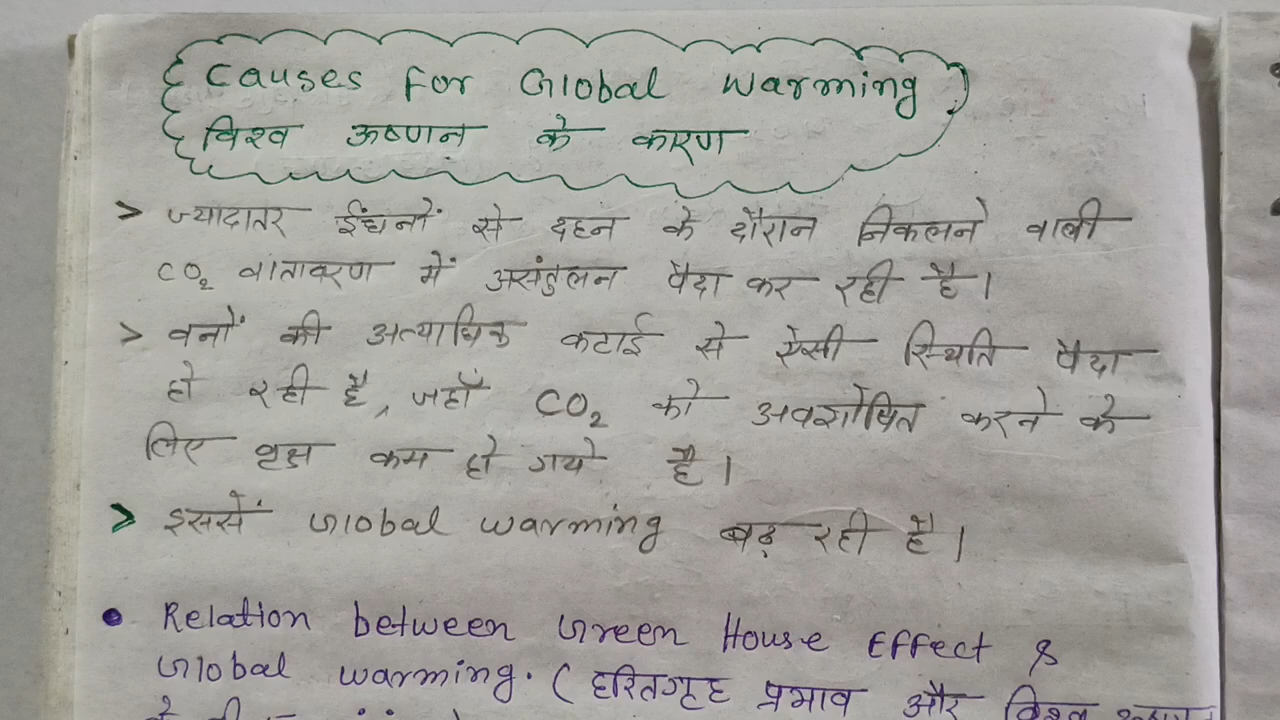 Causes For Global Warming
विश्व ऊष्णन के कारण
> ज्यादातर ईंधनों से दहन के दौरान निकलने वाली
CO₂ वातावरण में असंतुलन पैदा कर रही है।
> वनों की अत्याधिक कटाई से ऐसी स्थिति पैदा
हो रही है, जहाँ CO₂ को अवशोषित करने के
लिए वृक्ष कम हो गये है।
> इससें Global warming बढ़ रही है।
• Relation between Green House Effect &
Global warming. (हरितगृह प्रभाव और विश्व